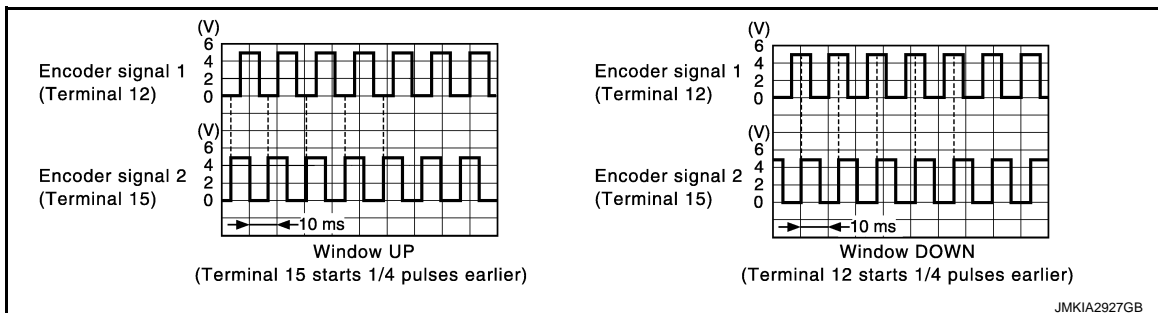 (V)
6
4
2
0
Encoder signal 1
(Terminal 12)
(V)
6
4
2
0
Encoder signal 2
(Terminal 15)
10 ms
Window UP
(Terminal 15 starts 1/4 pulses earlier)
(V)
6
4
2
0
Encoder signal 1
(Terminal 12)
(V)
6
4
2
0
Encoder signal 2
(Terminal 15)
10 ms
Window DOWN
(Terminal 12 starts 1/4 pulses earlier)
JMKIA2927GB